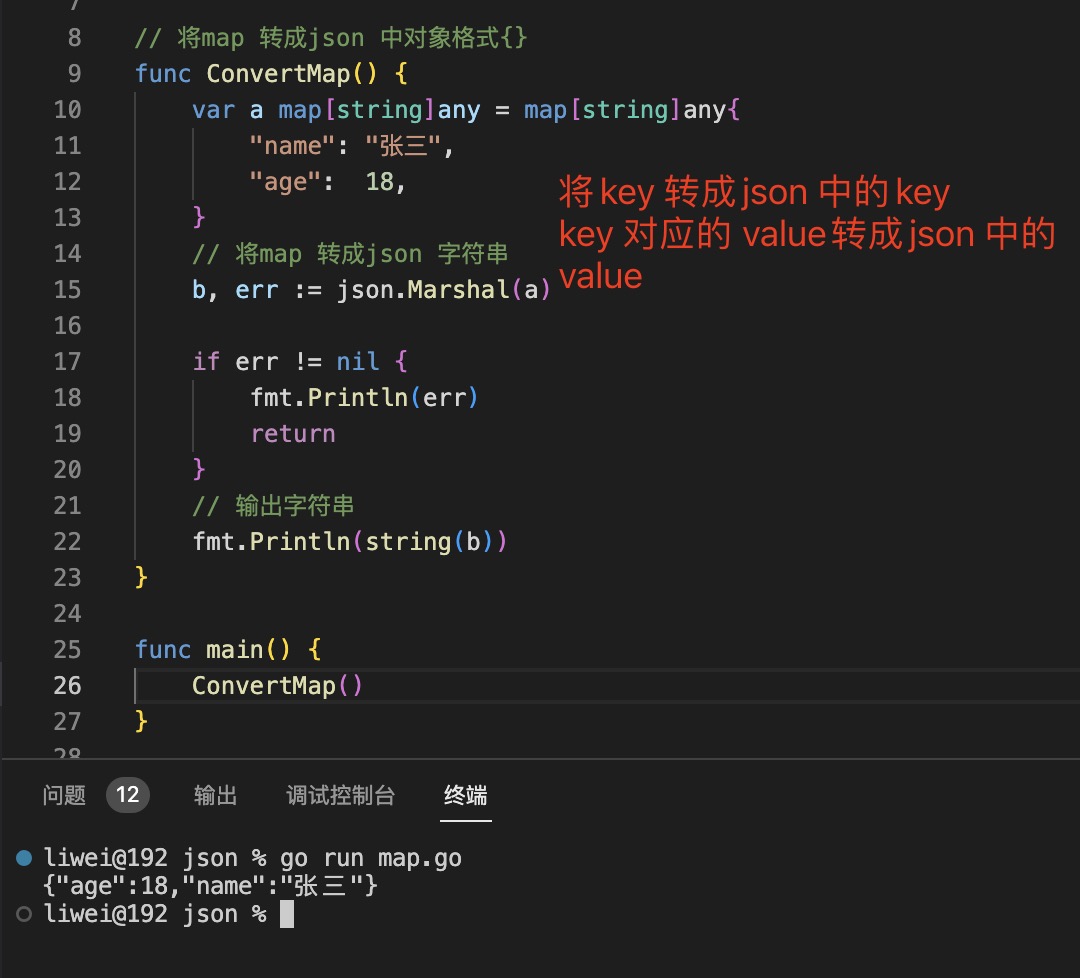 7
8 // 将map 转成json 中对象格式{}
9 func ConvertMap() {
10 var a map[string]any = map[string]any{
11 "name": "张三",
12 "age":  18,
13 }
14 // 将map 转成json 字符串
15 b, err := json.Marshal(a)
16
17 if err != nil {
18 fmt.Println(err)
19 return
20 }
21 // 输出字符串
22 fmt.Println(string(b))
23 }
24
25 func main() {
26 ConvertMap()
27 }
28
将key 转成json 中的key
key 对应的 value转成json 中的
value
问题 12 输出 调试控制台 终端
liwei@192 json % go run map.go
{"age":18,"name":"张三"}
liwei@192 json %